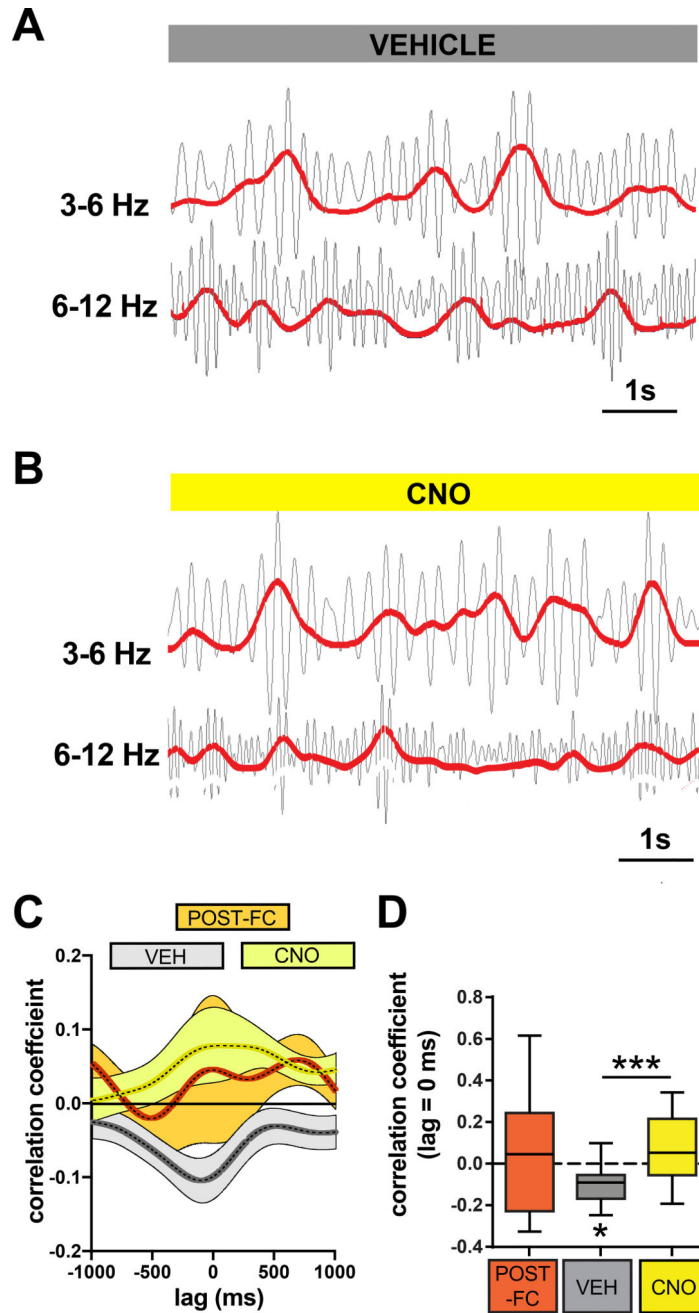 A
VEHICLE
3-6 Hz
6-12 Hz
1s
B
CNO
3-6 Hz
6-12 Hz
1s
C
POST-FC
VEH
CNO
correlation coeffcieint
0.2
0.1
0.0
-0.1
-0.2
-1000 -500 0 500 1000
lag (ms)
D
correlation coefficient
(lag = 0 ms)
0.8
0.6
0.4
0.2
0.0
-0.2
-0.4
***
*
POST
-FC
VEH
CNO